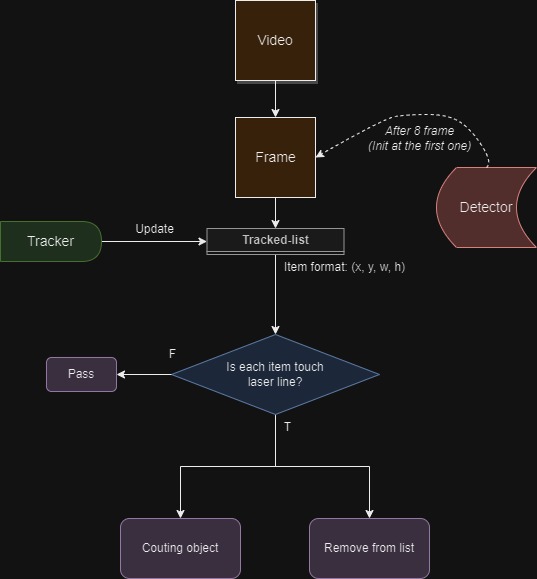 Video
After 8 frame
(Init at the first one)
Frame
Detector
Update
Tracker
Tracked-list
Item format: (x, y, w, h)
F
Is each item touch
laser line?
Pass
T
Couting object
Remove from list